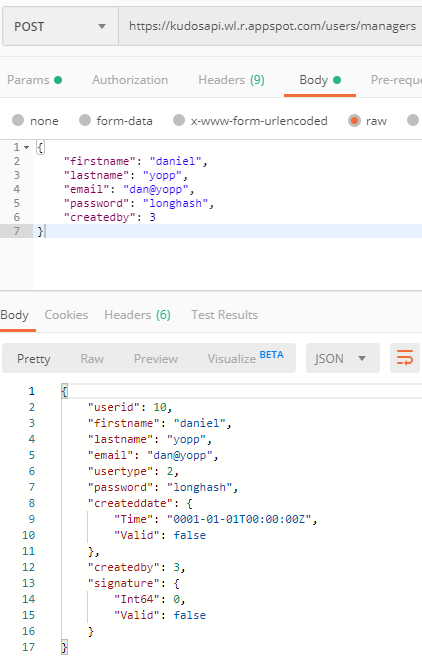 POST https://kudosapi.wl.r.appspot.com/users/managers
Params Authorization Headers (9) Body Pre-reque
none form-data x-www-form-urlencoded raw
1 {
2 "firstname": "daniel",
3 "lastname": "yopp",
4 "email": "dan@yopp",
5 "password": "longhash",
6 "createdby": 3
7 }
Body Cookies Headers (6) Test Results
Pretty Raw Preview Visualize BETA JSON
1 {
2 "userid": 10,
3 "firstname": "daniel",
4 "lastname": "yopp",
5 "email": "dan@yopp",
6 "usertype": 2,
7 "password": "longhash",
8 "createddate": {
9 "Time": "0001-01-01T00:00:00Z",
10 "Valid": false
11 },
12 "createdby": 3,
13 "signature": {
14 "Int64": 0,
15 "Valid": false
16 }
17 }